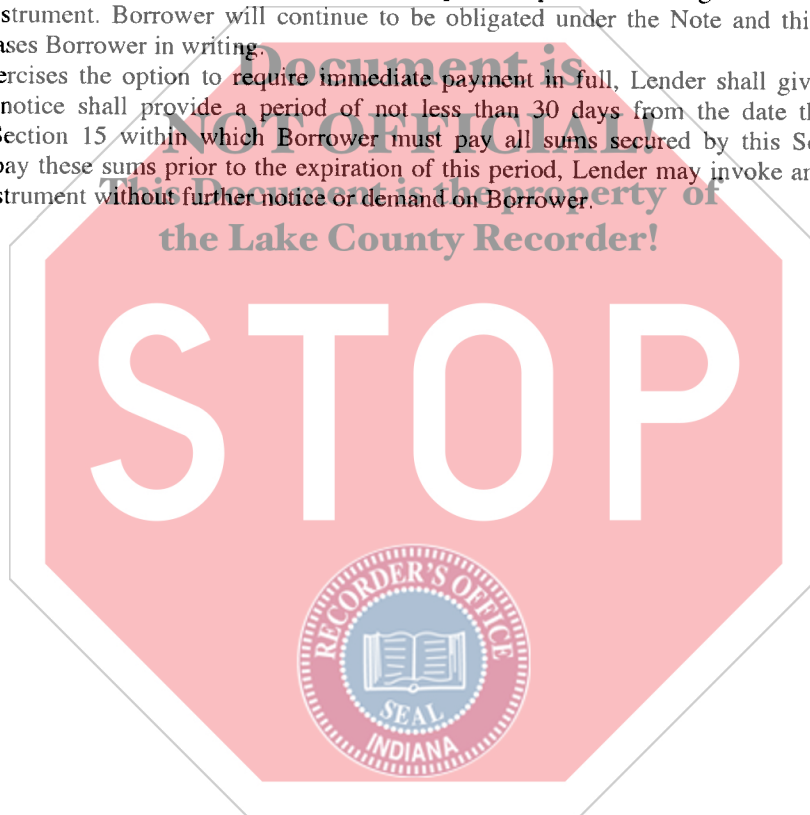 strument. Borrower will continue to be obligated under the Note and thi
ases Borrower in writing.
ercises the option to require immediate payment in full, Lender shall giv
notice shall provide a period of not less than 30 days from the date th
Section 15 within which Borrower must pay all sums secured by this Se
pay these sums prior to the expiration of this period, Lender may invoke an
strument without further notice or demand on Borrower.
Document is
NOT OFFICIAL!
This Document is the property of
the Lake County Recorder!
STOP
RECORDER'S OFFICE
SEAL
INDIANA